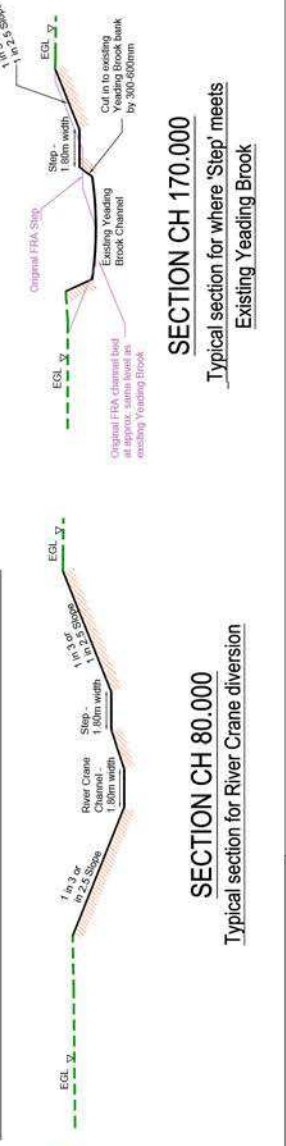 EGL
1 in 3 or
in 2.5 Slope
River Crane
Channel -
1.80m width
Step -
1.80m width
1 in 3 or
1 in 2.5 Slope
EGL
SECTION CH 80.000
Typical section for River Crane diversion
EGL
Original FRA Step
Original FRA channel bed
at approx. same level as
existing Yeading Brook
Existing Yeading
Brook Channel
Step -
1.80m width
1 in 2.5 Slope
EGL
Cut in to existing
Yeading Brook bank
by 300-600mm
SECTION CH 170.000
Typical section for where 'Step' meets
Existing Yeading Brook